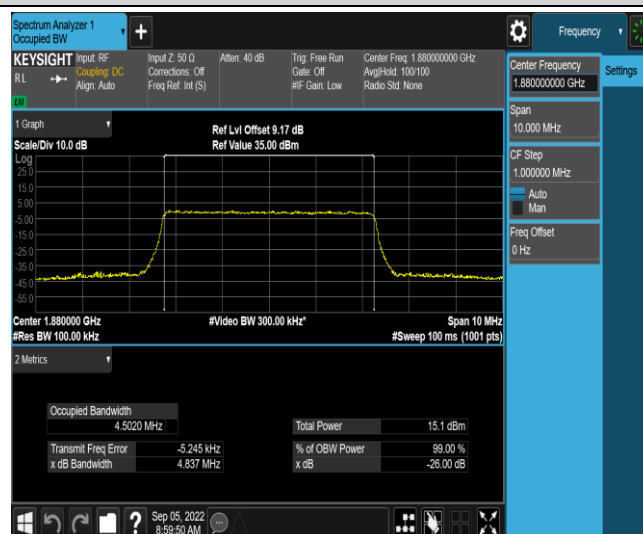 Spectrum Analyzer 1
Occupied BW
Frequency
KEYSIGHT
Input: RF
Coupling: DC
Align: Auto
Input Z: 50 Ω
Corrections: Off
Freq Ref: Int (S)
Atten: 40 dB
Trig: Free Run
Gate: Off
#IF Gain: Low
Center Freq: 1.880000000 GHz
Avg|Hold: 100/100
Radio Std: None
RL
LXI
Center Frequency
1.880000000 GHz
Settings
Span
10.000 MHz
CF Step
1.000000 MHz
Auto
Man
Freq Offset
0 Hz
1 Graph
Ref Lvl Offset 9.17 dB
Scale/Div 10.0 dB
Ref Value 35.00 dBm
Log
25.0
15.0
5.00
-5.00
-15.0
-25.0
-35.0
-45.0
-55.0
Center 1.88000 GHz
#Video BW 300.00 kHz*
Span 10 MHz
#Res BW 100.00 kHz
#Sweep 100 ms (1001 pts)
2 Metrics
Occupied Bandwidth
4.5020 MHz
Total Power 15.1 dBm
Transmit Freq Error -5.245 kHz
% of OBW Power 99.00 %
x dB Bandwidth 4.837 MHz
x dB -26.00 dB
?
Sep 05, 2022
8:59:50 AM